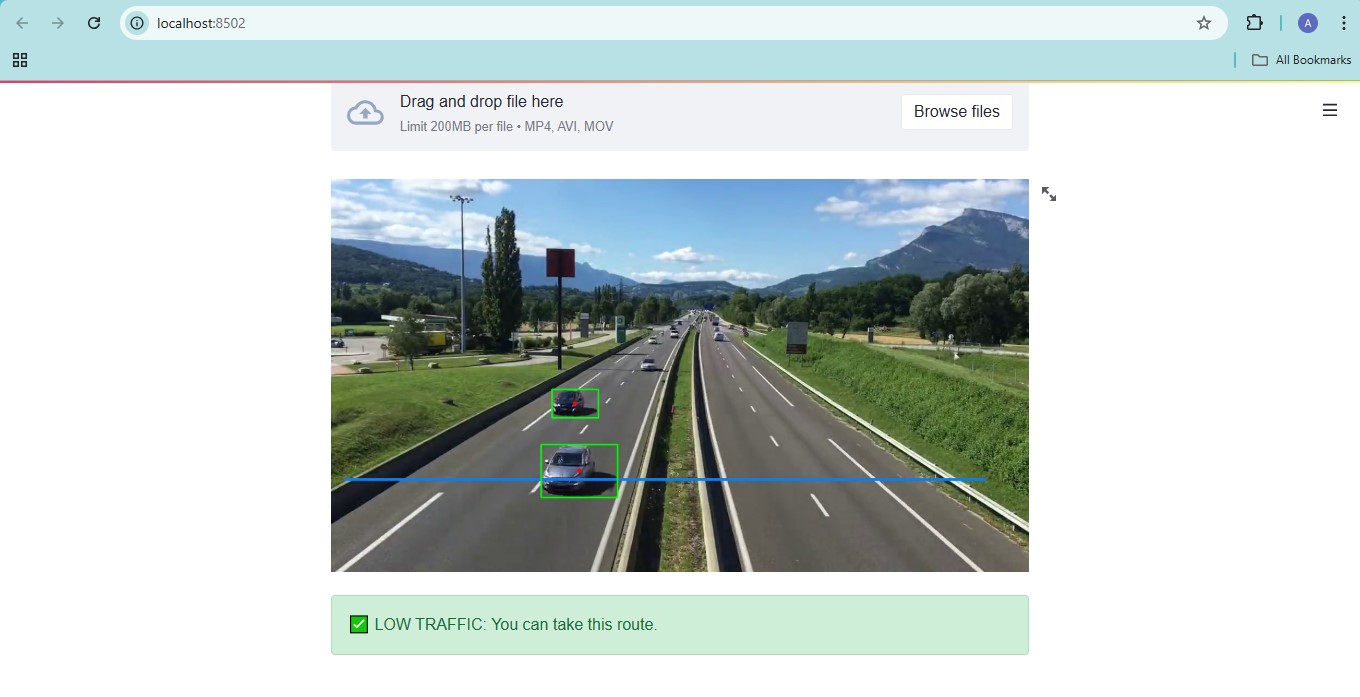 localhost:8502
A
All Bookmarks
Drag and drop file here
Limit 200MB per file • MP4, AVI, MOV
Browse files
LOW TRAFFIC: You can take this route.